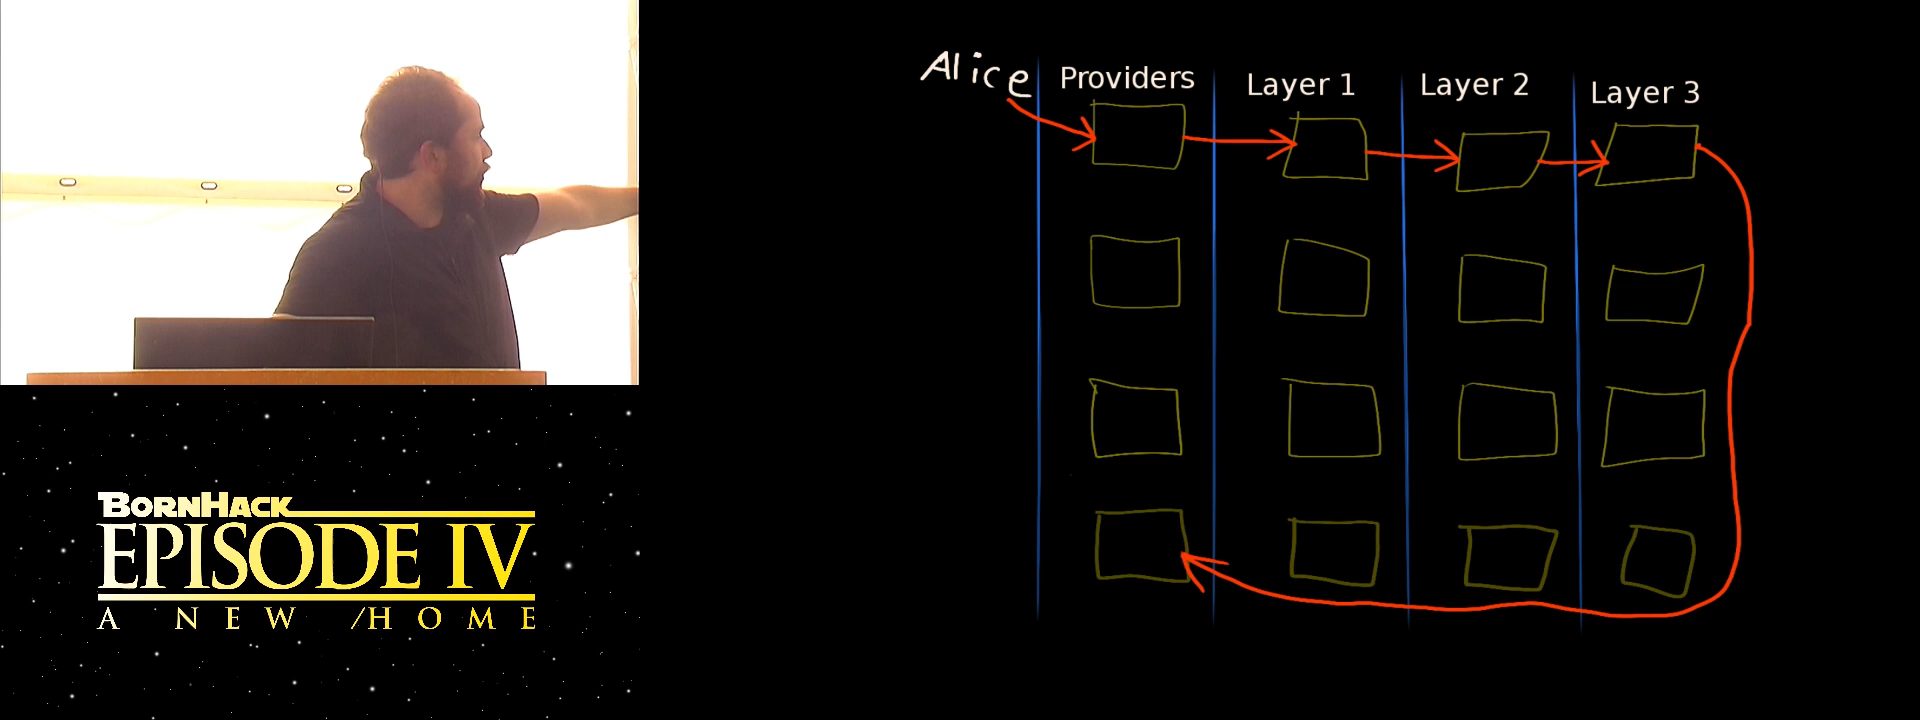 Alice
Providers
Layer 1
Layer 2
Layer 3
BORNHACK
EPISODE IV
A NEW /HOME